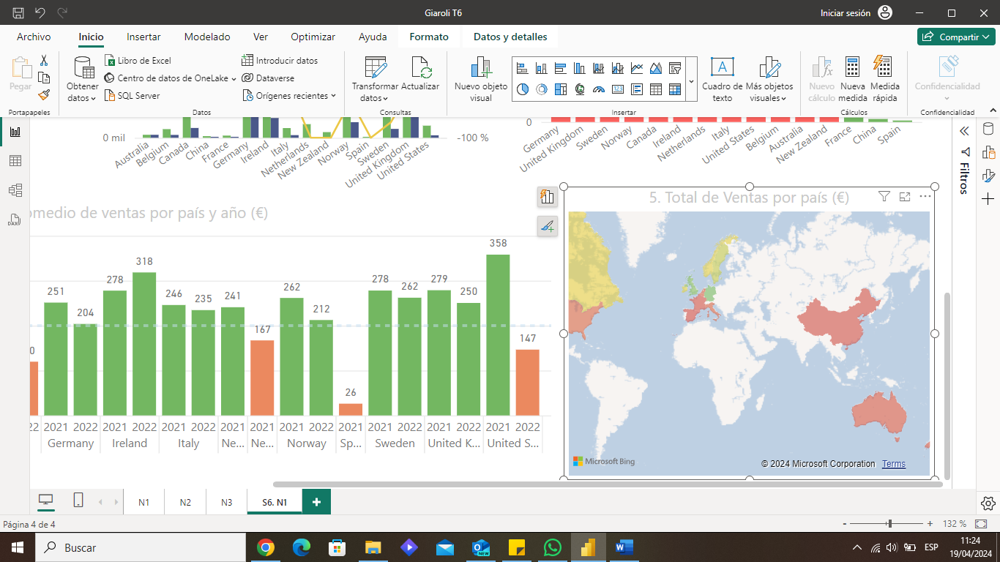 Giaroli T6
Iniciar sesión
Archivo Inicio Insertar Modelado Ver Optimizar Ayuda Formato Datos y detalles Compartir
Pegar
Portapapeles
Obtener datos
Libro de Excel
Centro de datos de OneLake
SQL Server
Introducir datos
Dataverse
Orígenes recientes
Datos
Transformar datos
Actualizar
Consultas
Nuevo objeto visual
Cuadro de texto
Más objetos visuales
Insertar
Nuevo cálculo
Nueva medida
Medida rápida
Cálculos
Confidencialidad
Confidencialidad
0 mil
-100 %
Australia
Belgium
Canada
China
France
Germany
Ireland
Italy
Netherlands
New Zealand
Norway
Spain
Sweden
United Kingdom
United States
0
Germany
United Kingdom
Sweden
Norway
Canada
Ireland
Netherlands
Italy
United States
Belgium
Australia
New Zealand
France
China
Spain
Filtros
omedio de ventas por país y año (€)
0 251 204 278 318 246 235 241 167 262 212 26 278 262 279 250 358 147
22 2021 2022 2021 2022 2021 2022 2021 2021 2021 2022 2021 2021 2022 2021 2022 2021 2022
Germany Ireland Italy Ne... Ne... Norway Sp... Sweden United K... United S...
5. Total de Ventas por país (€)
Microsoft Bing
© 2024 Microsoft Corporation Terms
N1 N2 N3 S6. N1
Página 4 de 4
- + 132 %
Buscar
ESP
11:24
19/04/2024